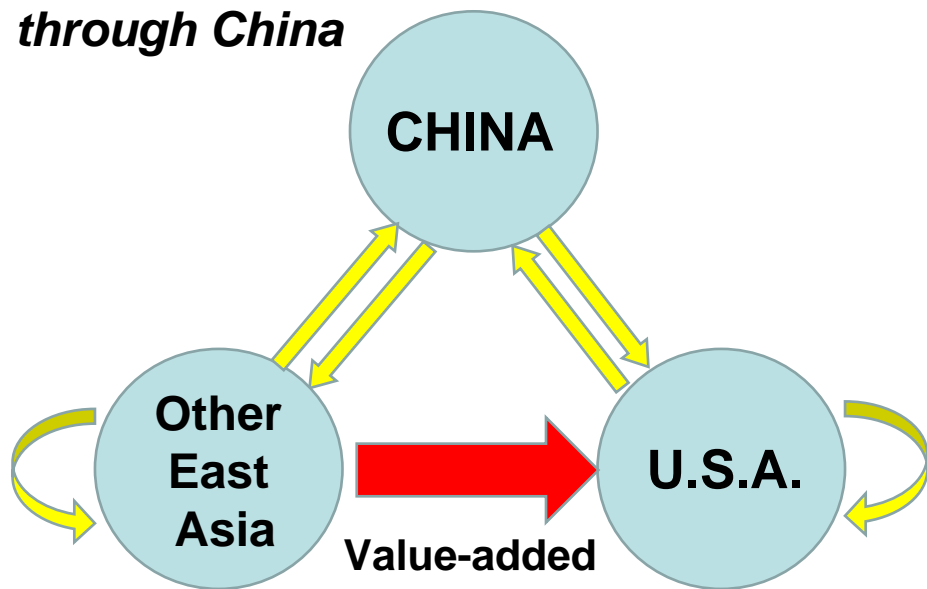 through China
CHINA
Other
East
Asia
U.S.A.
Value-added